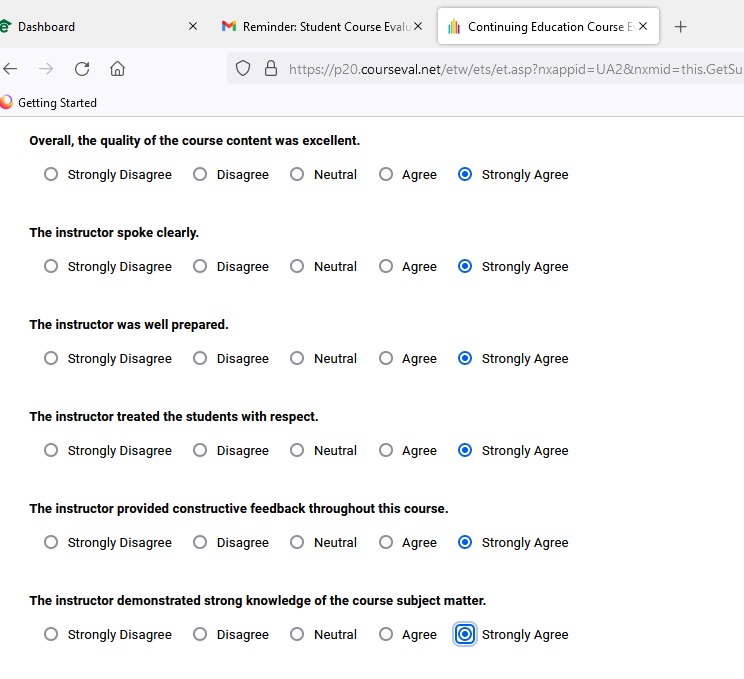 Dashboard
Reminder: Student Course Evalu
Continuing Education Course E
https://p20.courseval.net/etw/ets/et.asp?nxappid=UA2&nxmid=this.GetSu
Getting Started
Overall, the quality of the course content was excellent.
Strongly Disagree Disagree Neutral Agree Strongly Agree
The instructor spoke clearly.
Strongly Disagree Disagree Neutral Agree Strongly Agree
The instructor was well prepared.
Strongly Disagree Disagree Neutral Agree Strongly Agree
The instructor treated the students with respect.
Strongly Disagree Disagree Neutral Agree Strongly Agree
The instructor provided constructive feedback throughout this course.
Strongly Disagree Disagree Neutral Agree Strongly Agree
The instructor demonstrated strong knowledge of the course subject matter.
Strongly Disagree Disagree Neutral Agree Strongly Agree